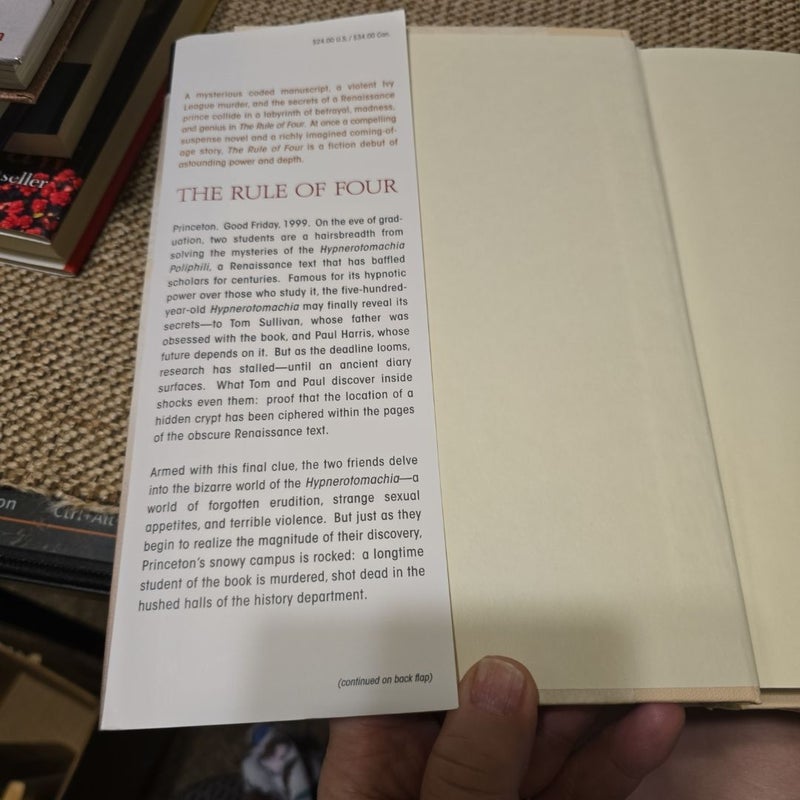 $24.00 U.S. / $34.00 Can.
A mysterious coded manuscript, a violent Ivy
League murder, and the secrets of a Renaissance
prince collide in a labyrinth of betrayal, madness,
and genius in The Rule of Four. At once a compelling
suspense novel and a richly imagined coming-of-
age story, The Rule of Four is a fiction debut of
astounding power and depth.
THE RULE OF FOUR
Princeton. Good Friday, 1999. On the eve of grad-
uation, two students are a hairsbreadth from
solving the mysteries of the Hypnerotomachia
Poliphili, a Renaissance text that has baffled
scholars for centuries. Famous for its hypnotic
power over those who study it, the five-hundred-
year-old Hypnerotomachia may finally reveal its
secrets—to Tom Sullivan, whose father was
obsessed with the book, and Paul Harris, whose
future depends on it. But as the deadline looms,
research has stalled—until an ancient diary
surfaces. What Tom and Paul discover inside
shocks even them: proof that the location of a
hidden crypt has been ciphered within the pages
of the obscure Renaissance text.
Armed with this final clue, the two friends delve
into the bizarre world of the Hypnerotomachia—a
world of forgotten erudition, strange sexual
appetites, and terrible violence. But just as they
begin to realize the magnitude of their discovery,
Princeton's snowy campus is rocked: a longtime
student of the book is murdered, shot dead in the
hushed halls of the history department.
(continued on back flap)
seller
on
Ctrl+Alt